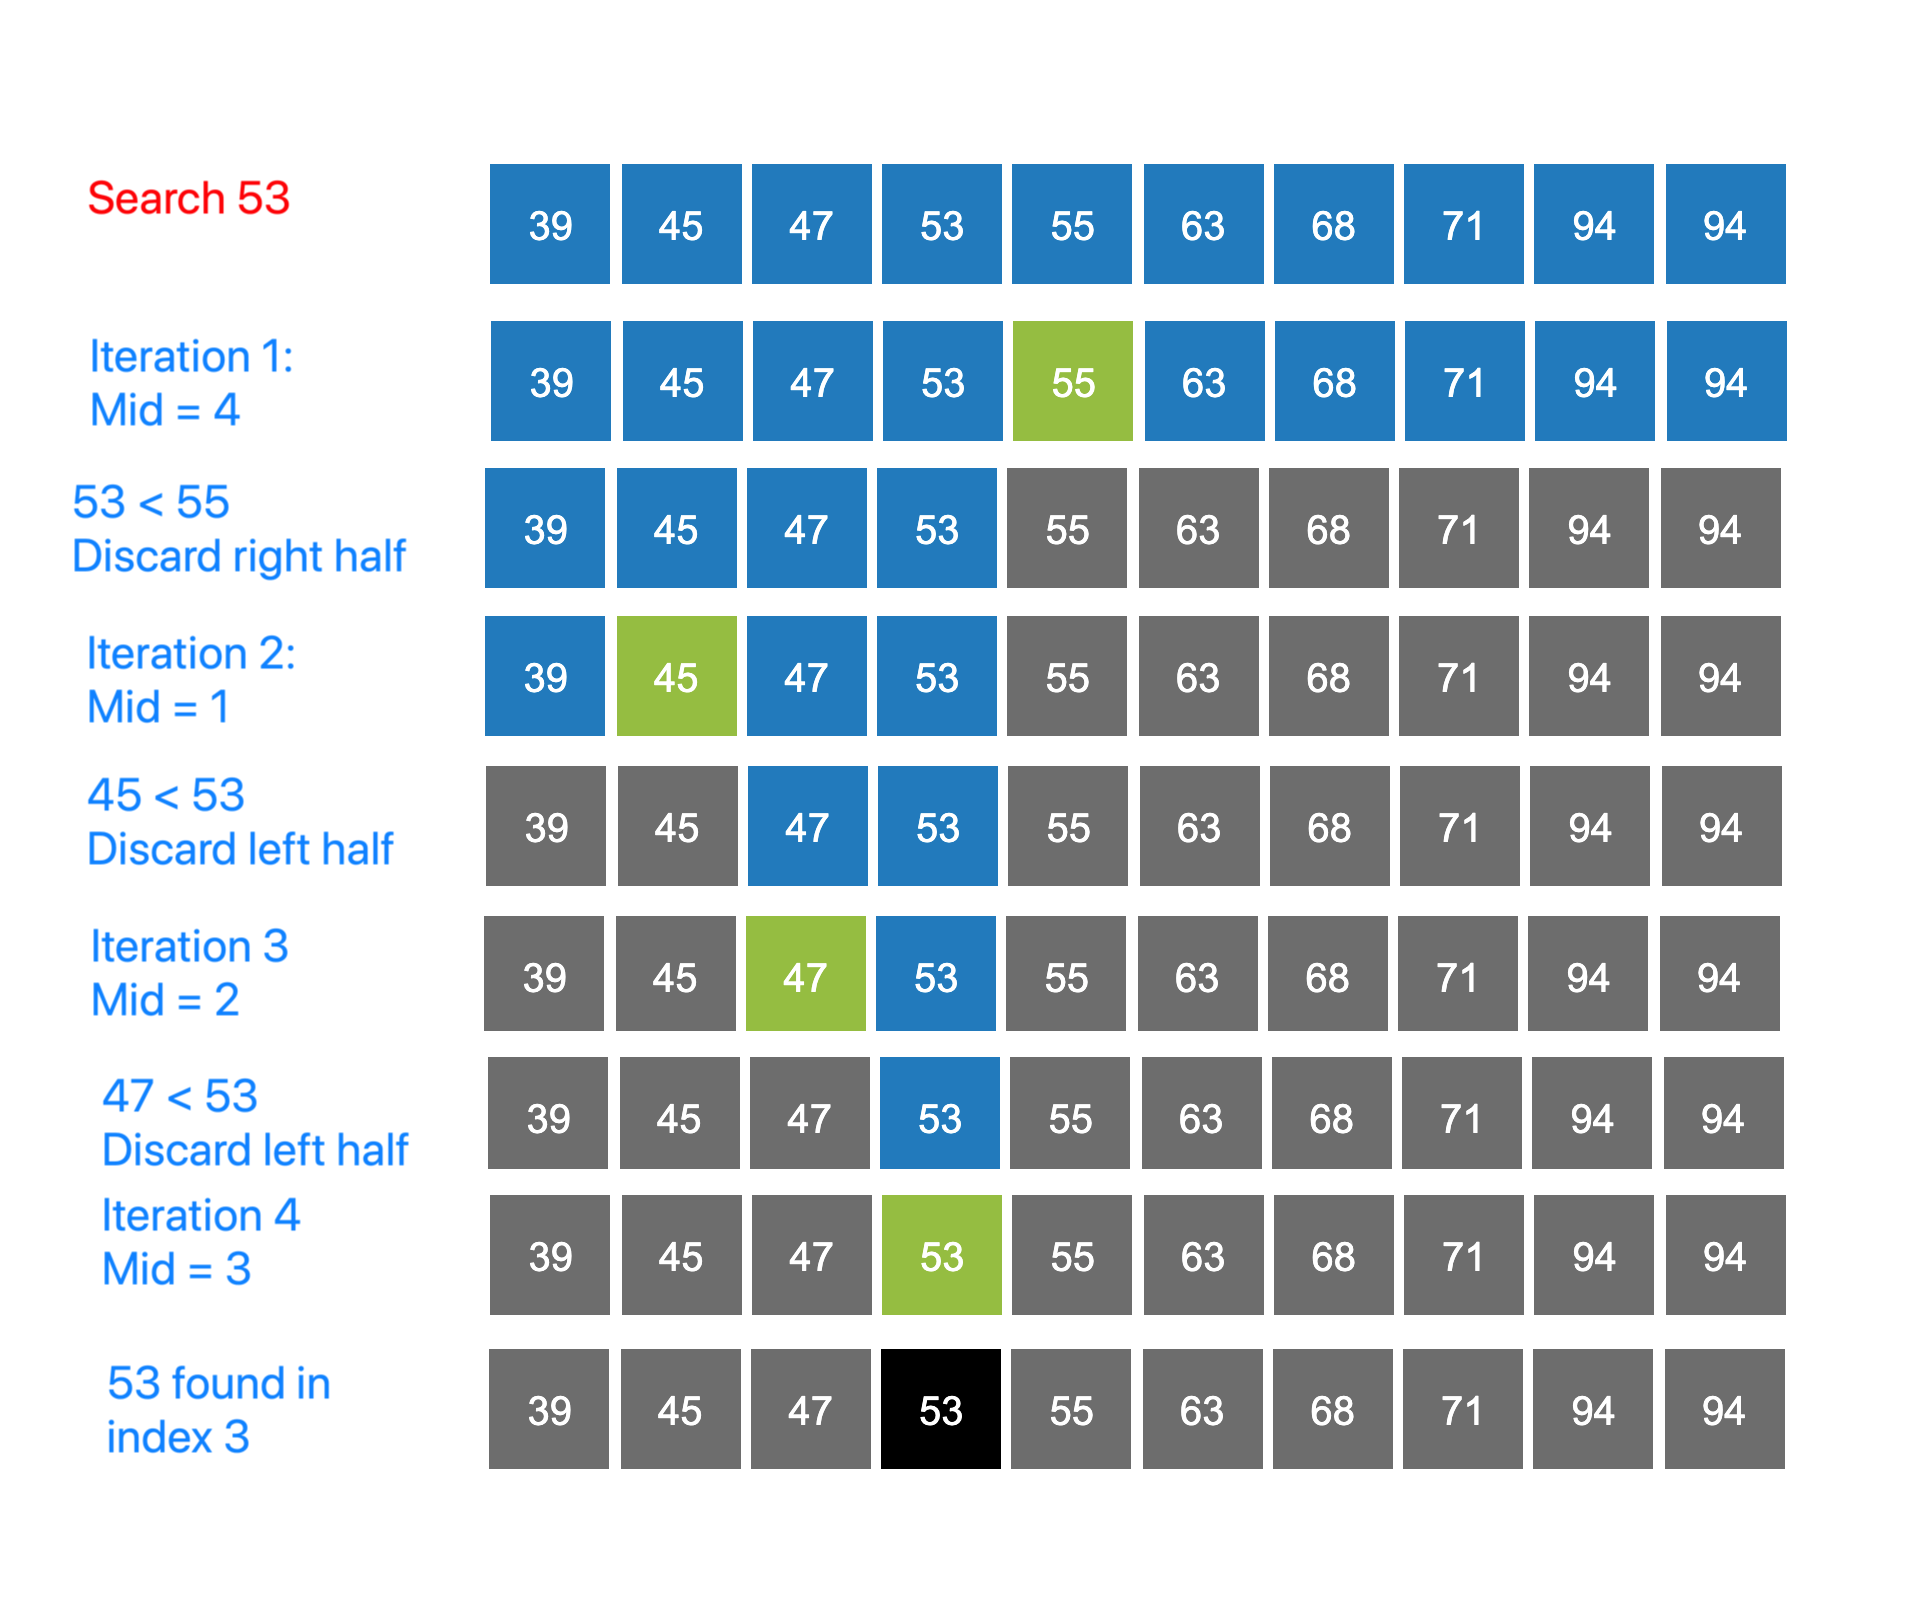 Search 53
39 45 47 53 55 63 68 71 94 94
Iteration 1:
Mid = 4
39 45 47 53 55 63 68 71 94 94
53 < 55
Discard right half
39 45 47 53 55 63 68 71 94 94
Iteration 2:
Mid = 1
39 45 47 53 55 63 68 71 94 94
45 < 53
Discard left half
39 45 47 53 55 63 68 71 94 94
Iteration 3
Mid = 2
39 45 47 53 55 63 68 71 94 94
47 < 53
Discard left half
39 45 47 53 55 63 68 71 94 94
Iteration 4
Mid = 3
39 45 47 53 55 63 68 71 94 94
53 found in
index 3
39 45 47 53 55 63 68 71 94 94